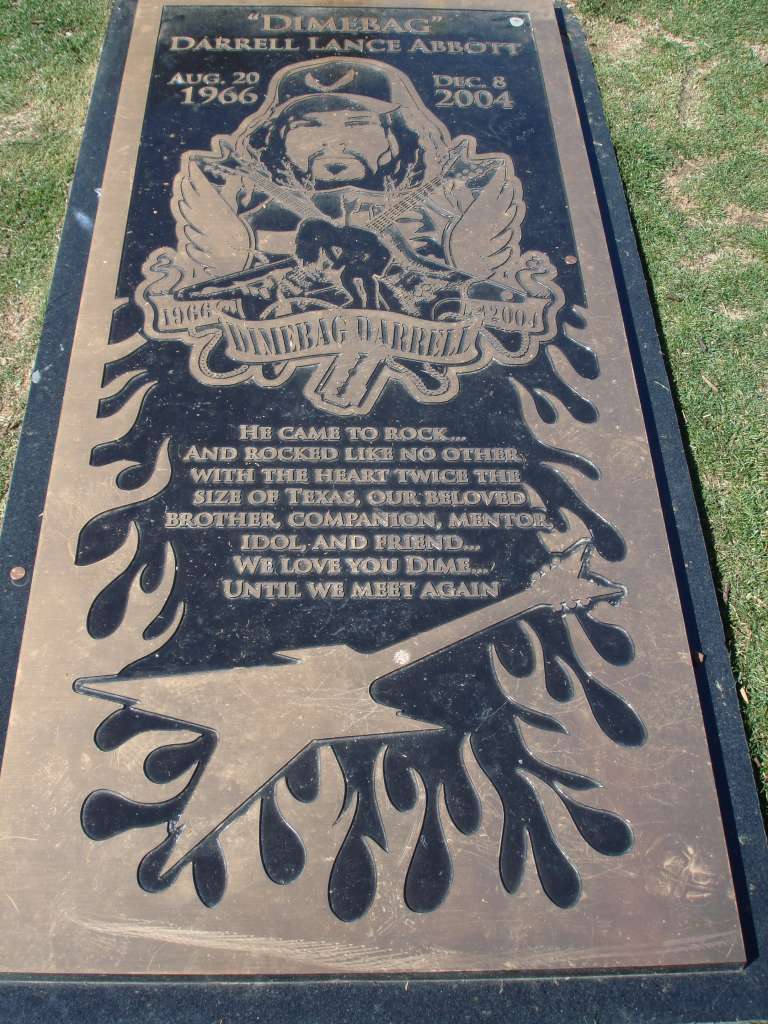 "Dimebag"
Darrell Lance Abbott
Aug. 20
1966
Dec. 8
2004
1966
2004
Dimebag Darrell
He came to rock...
And rocked like no other
with the heart twice the
size of Texas, our beloved
brother, companion, mentor,
idol, and friend...
We love you Dime...
Until we meet again